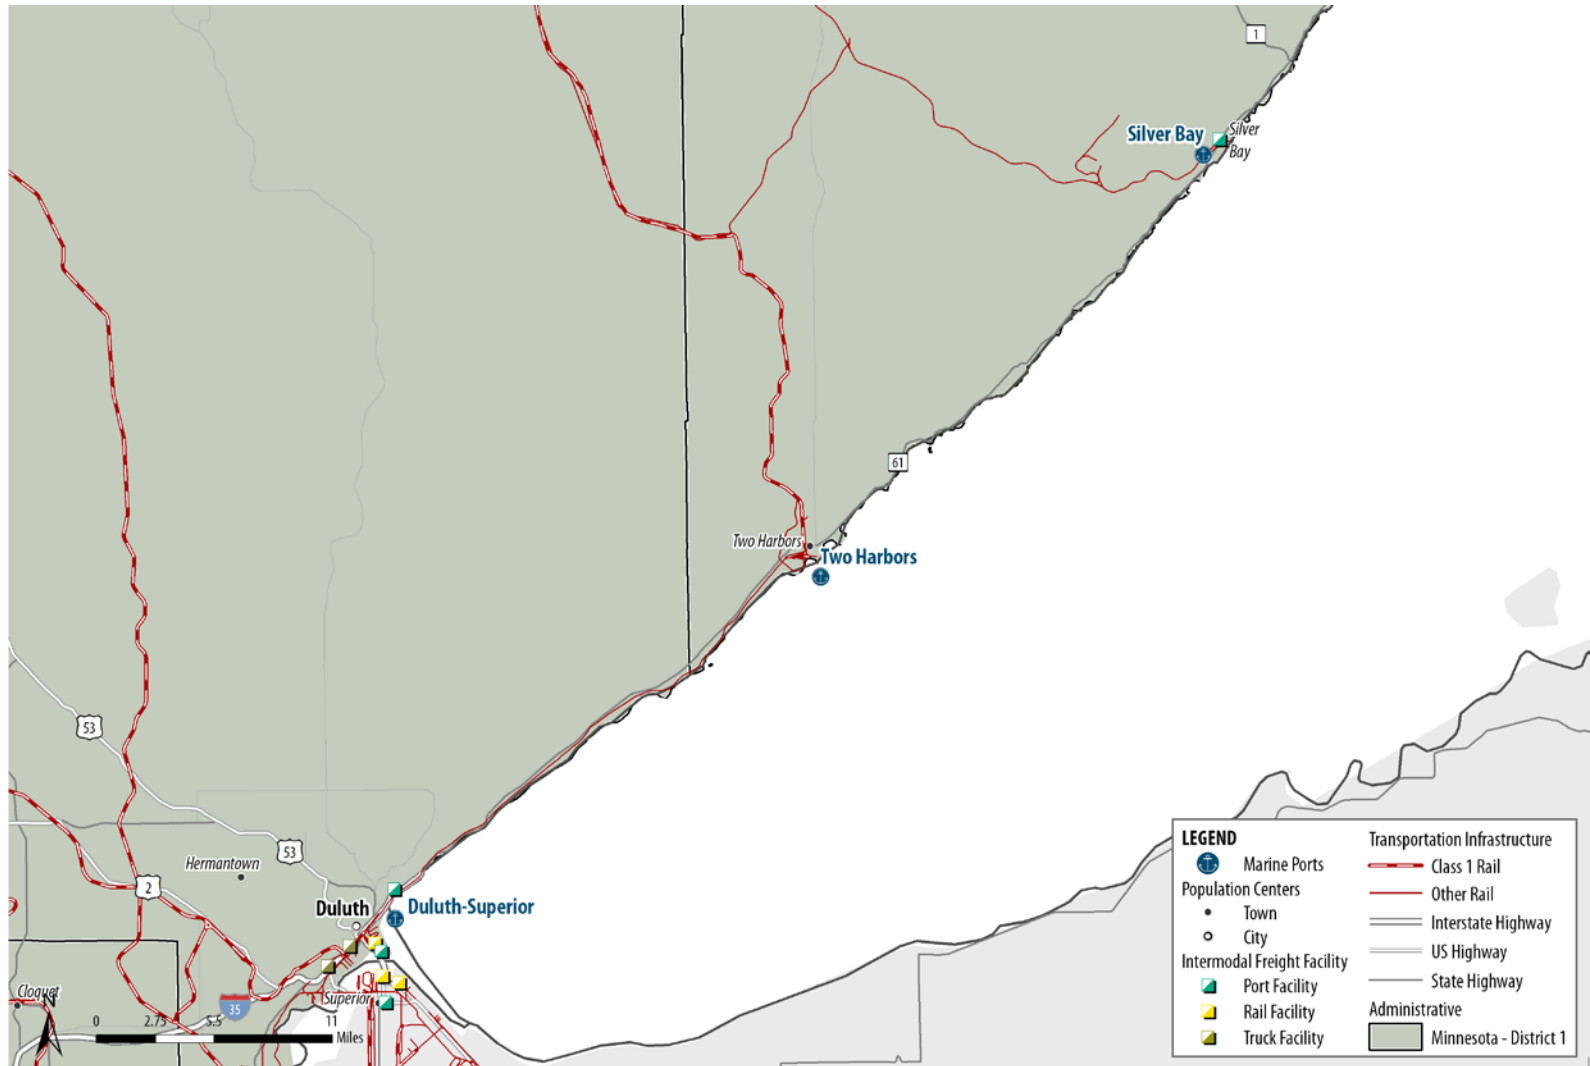 1
Silver Bay
Silver
Bay
61
Two Harbors
Two Harbors
53
53
Hermantown
2
Duluth
Duluth-Superior
Cloquet
N
35
Superior
0 2.75 5.5 11
Miles
LEGEND
Marine Ports
Population Centers
Town
City
Intermodal Freight Facility
Port Facility
Rail Facility
Truck Facility
Transportation Infrastructure
Class 1 Rail
Other Rail
Interstate Highway
US Highway
State Highway
Administrative
Minnesota - District 1